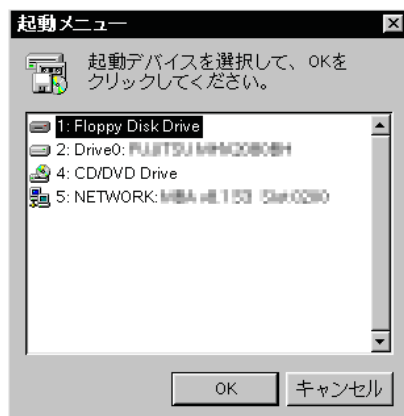 起動メニュー
起動デバイスを選択して、OKを
クリックしてください。
1: Floppy Disk Drive
2: Drive0:
4: CD/DVD Drive
5: NETWORK:
OK
キャンセル